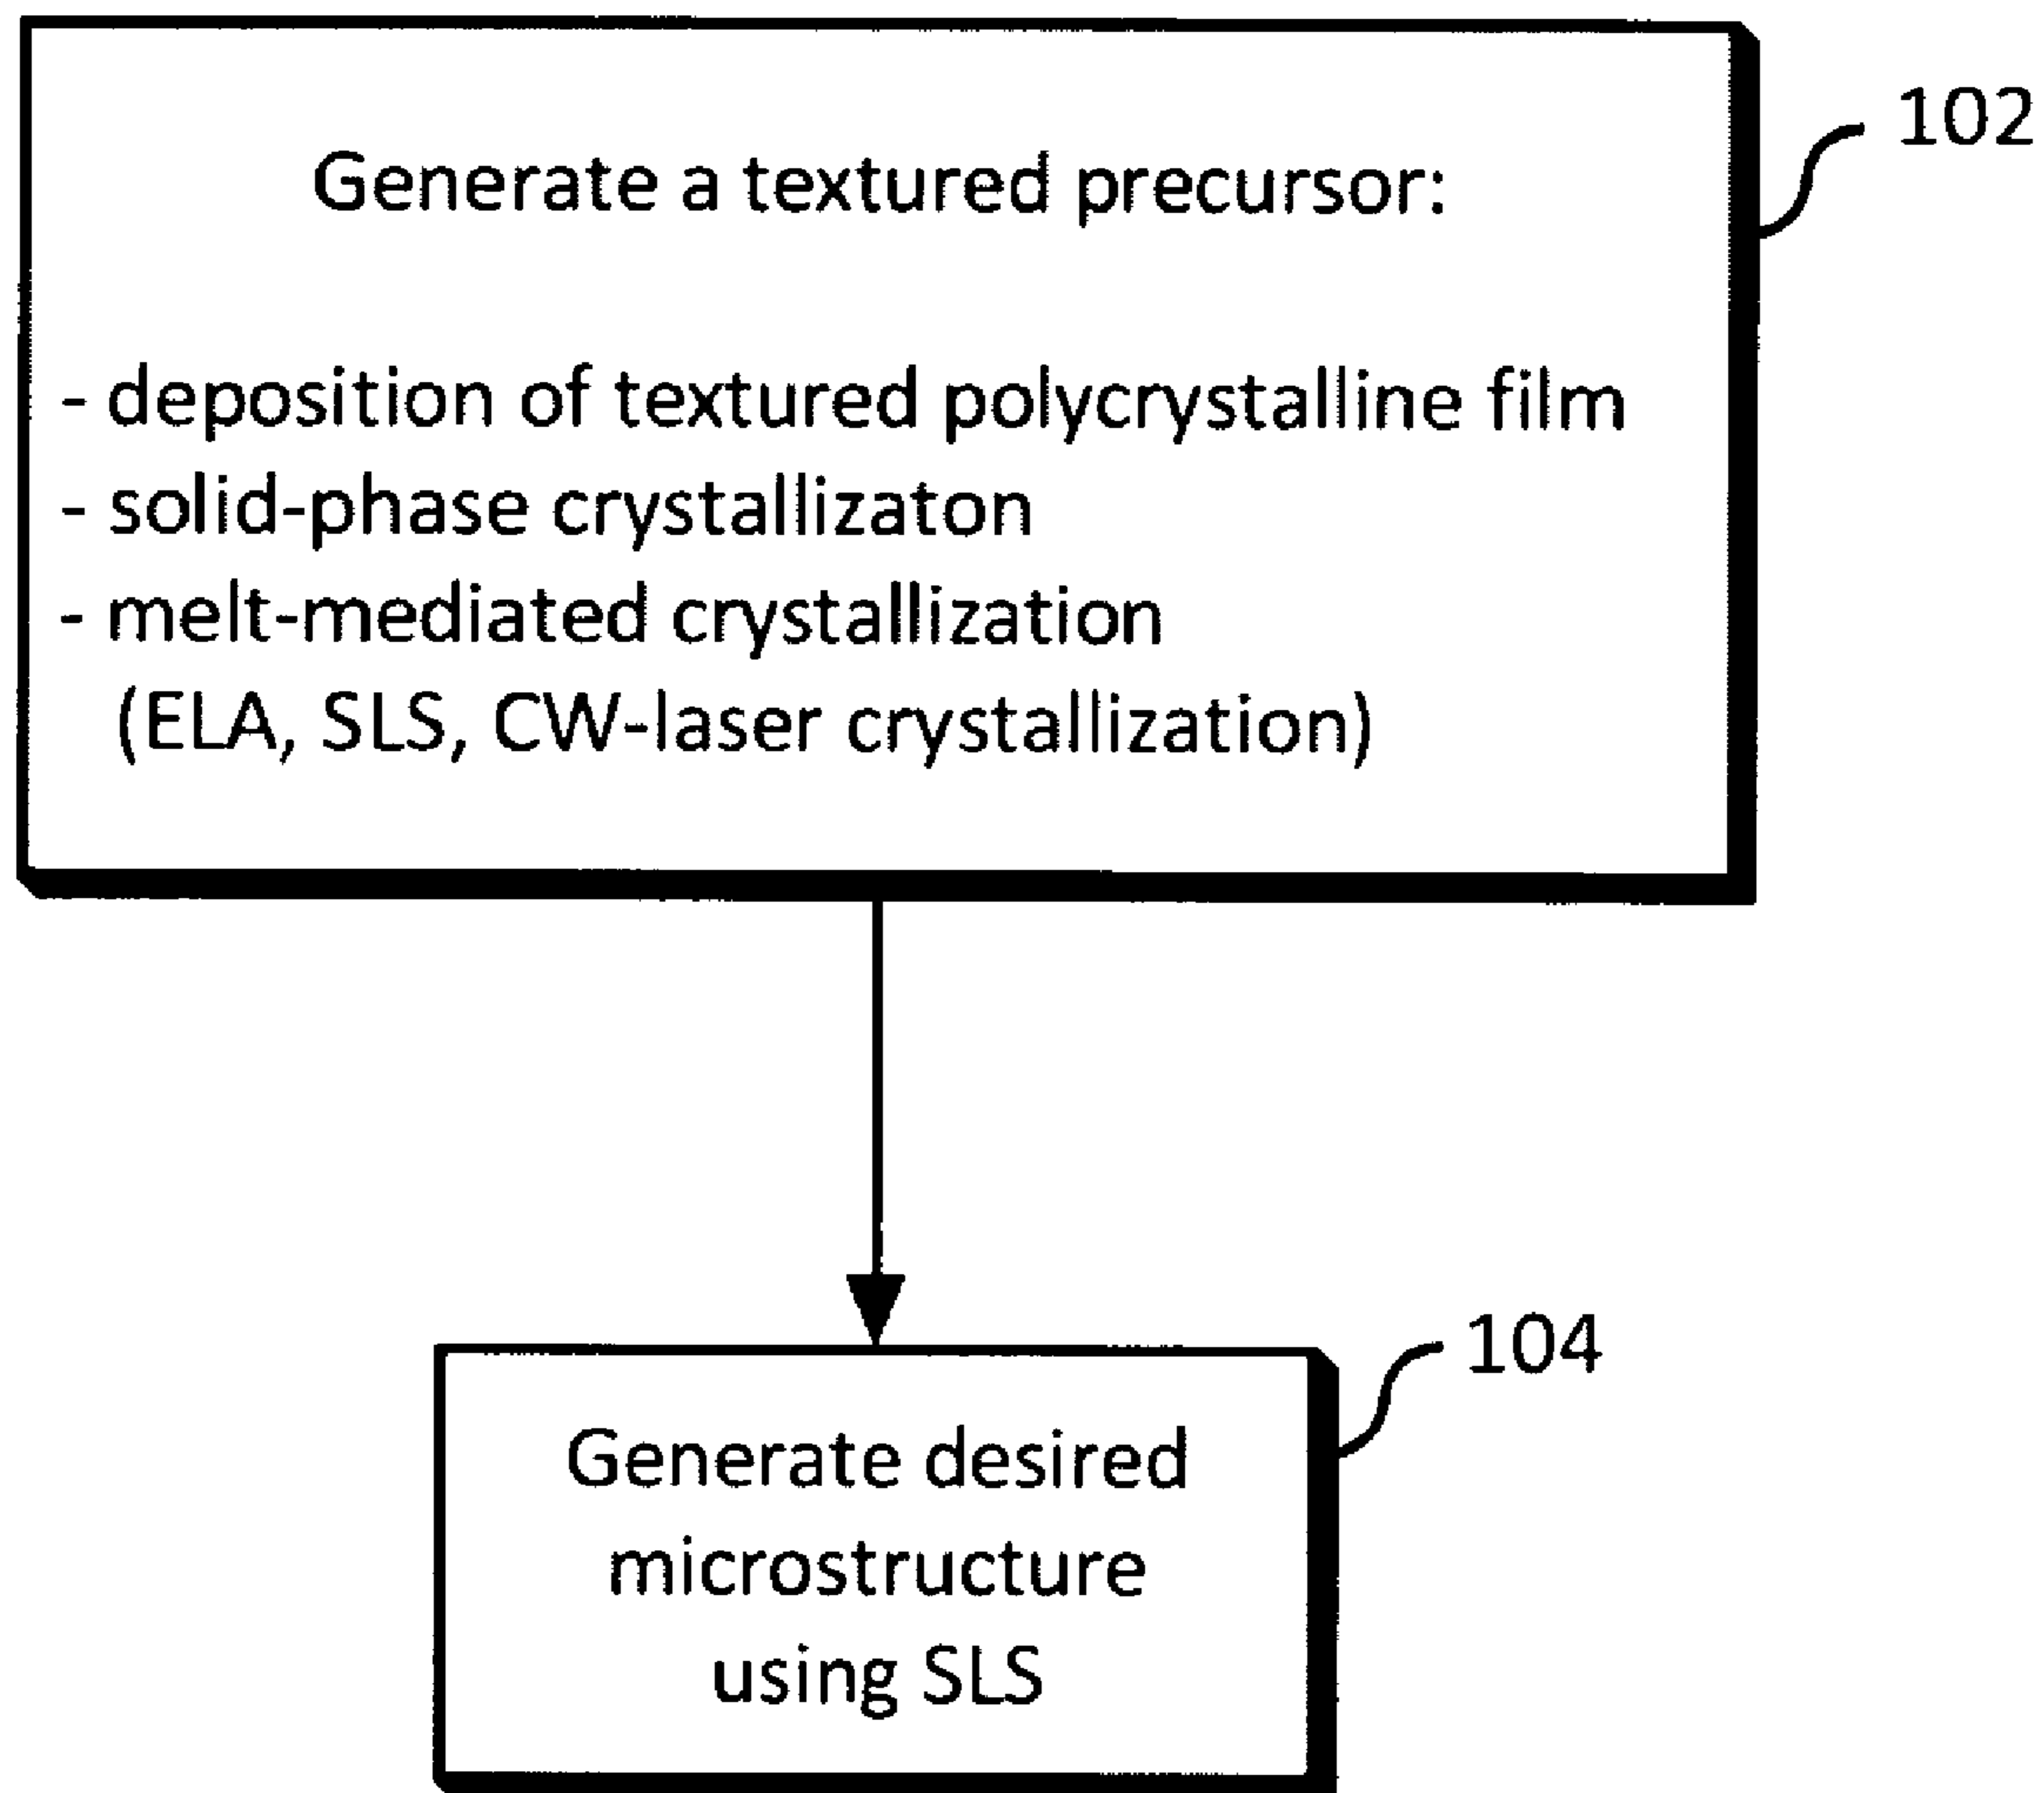 102
Generate a textured precursor:
- deposition of textured polycrystalline film
- solid-phase crystallizaton
- melt-mediated crystallization
(ELA, SLS, CW-laser crystallization)
104
Generate desired
microstructure
using SLS